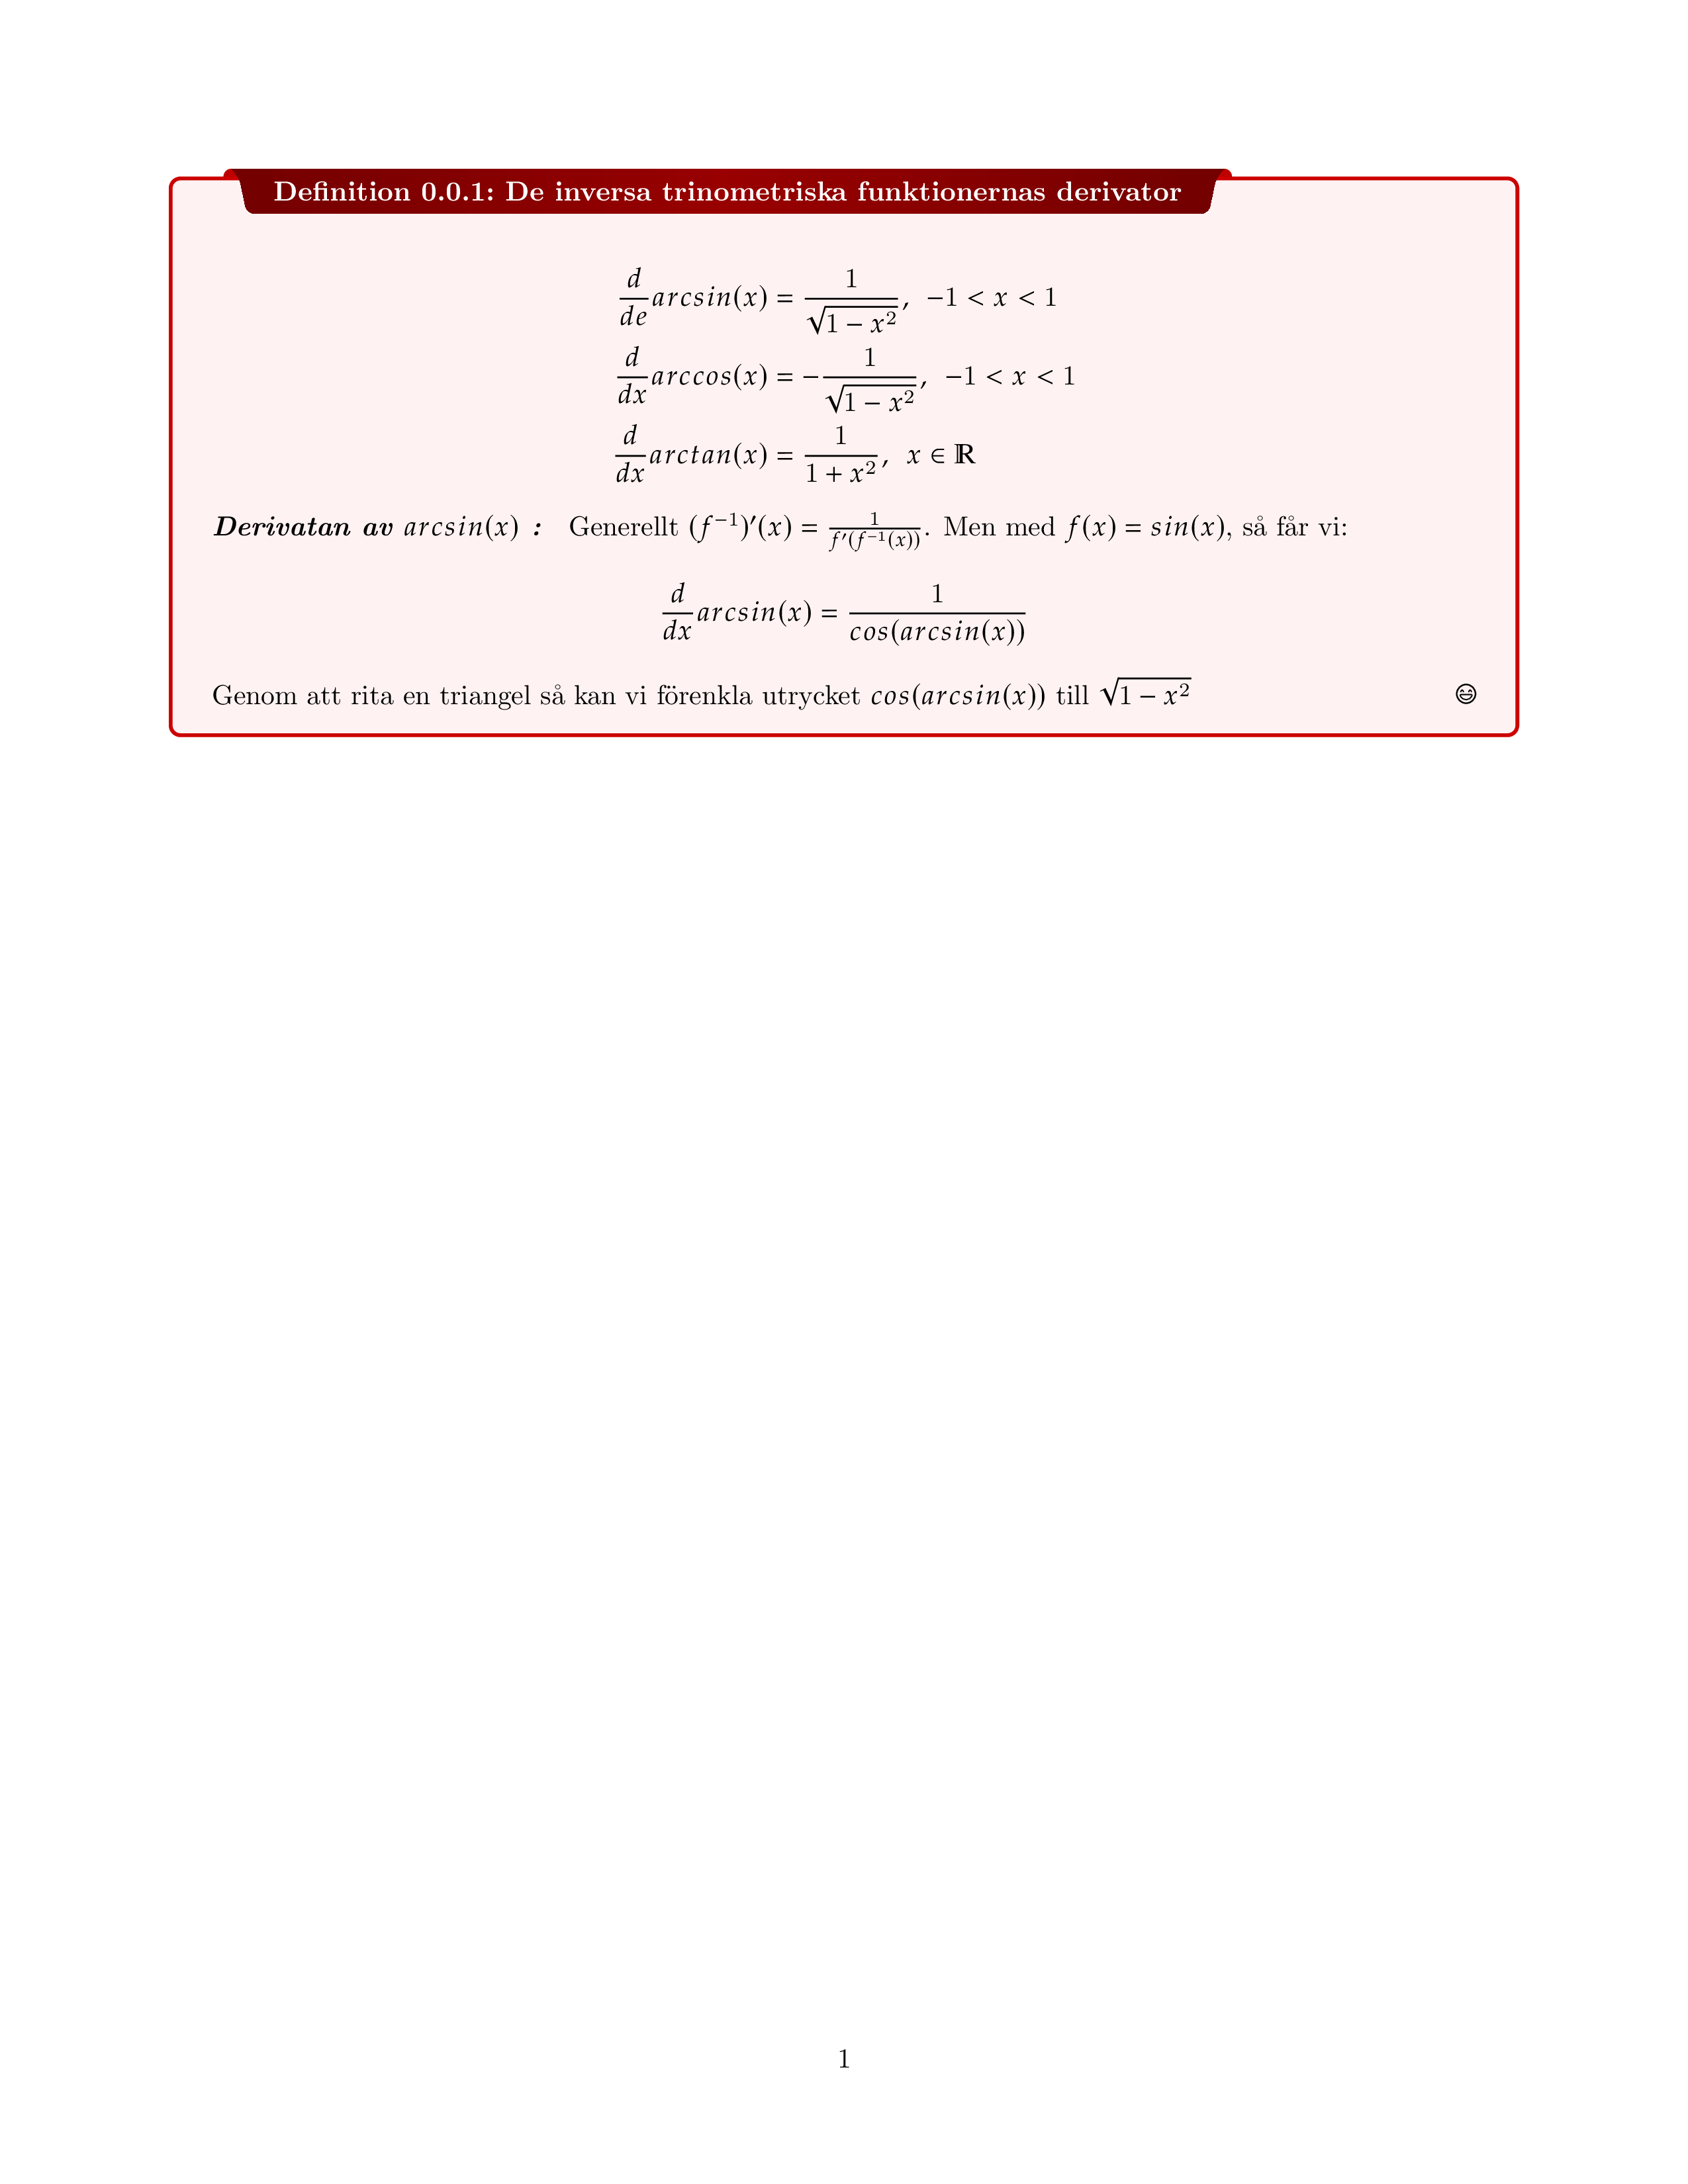 Definition 0.0.1: De inversa trinometriska funktionernas derivator
\frac{d}{de} arcsin(x) = \frac{1}{\sqrt{1 - x^2}}, −1 < x < 1
\frac{d}{dx} arccos(x) = −\frac{1}{\sqrt{1 - x^2}}, −1 < x < 1
\frac{d}{dx} arctan(x) = \frac{1}{1 + x^2}, x ∈ ℝ
Derivatan av arcsin(x) : Generellt (f^{−1})′(x) = \frac{1}{f′(f^{−1}(x))}. Men med f(x) = sin(x), så får vi:
\frac{d}{dx} arcsin(x) = \frac{1}{cos(arcsin(x))}
Genom att rita en triangel så kan vi förenkla utrycket cos(arcsin(x)) till \sqrt{1 − x^2} 😄
1